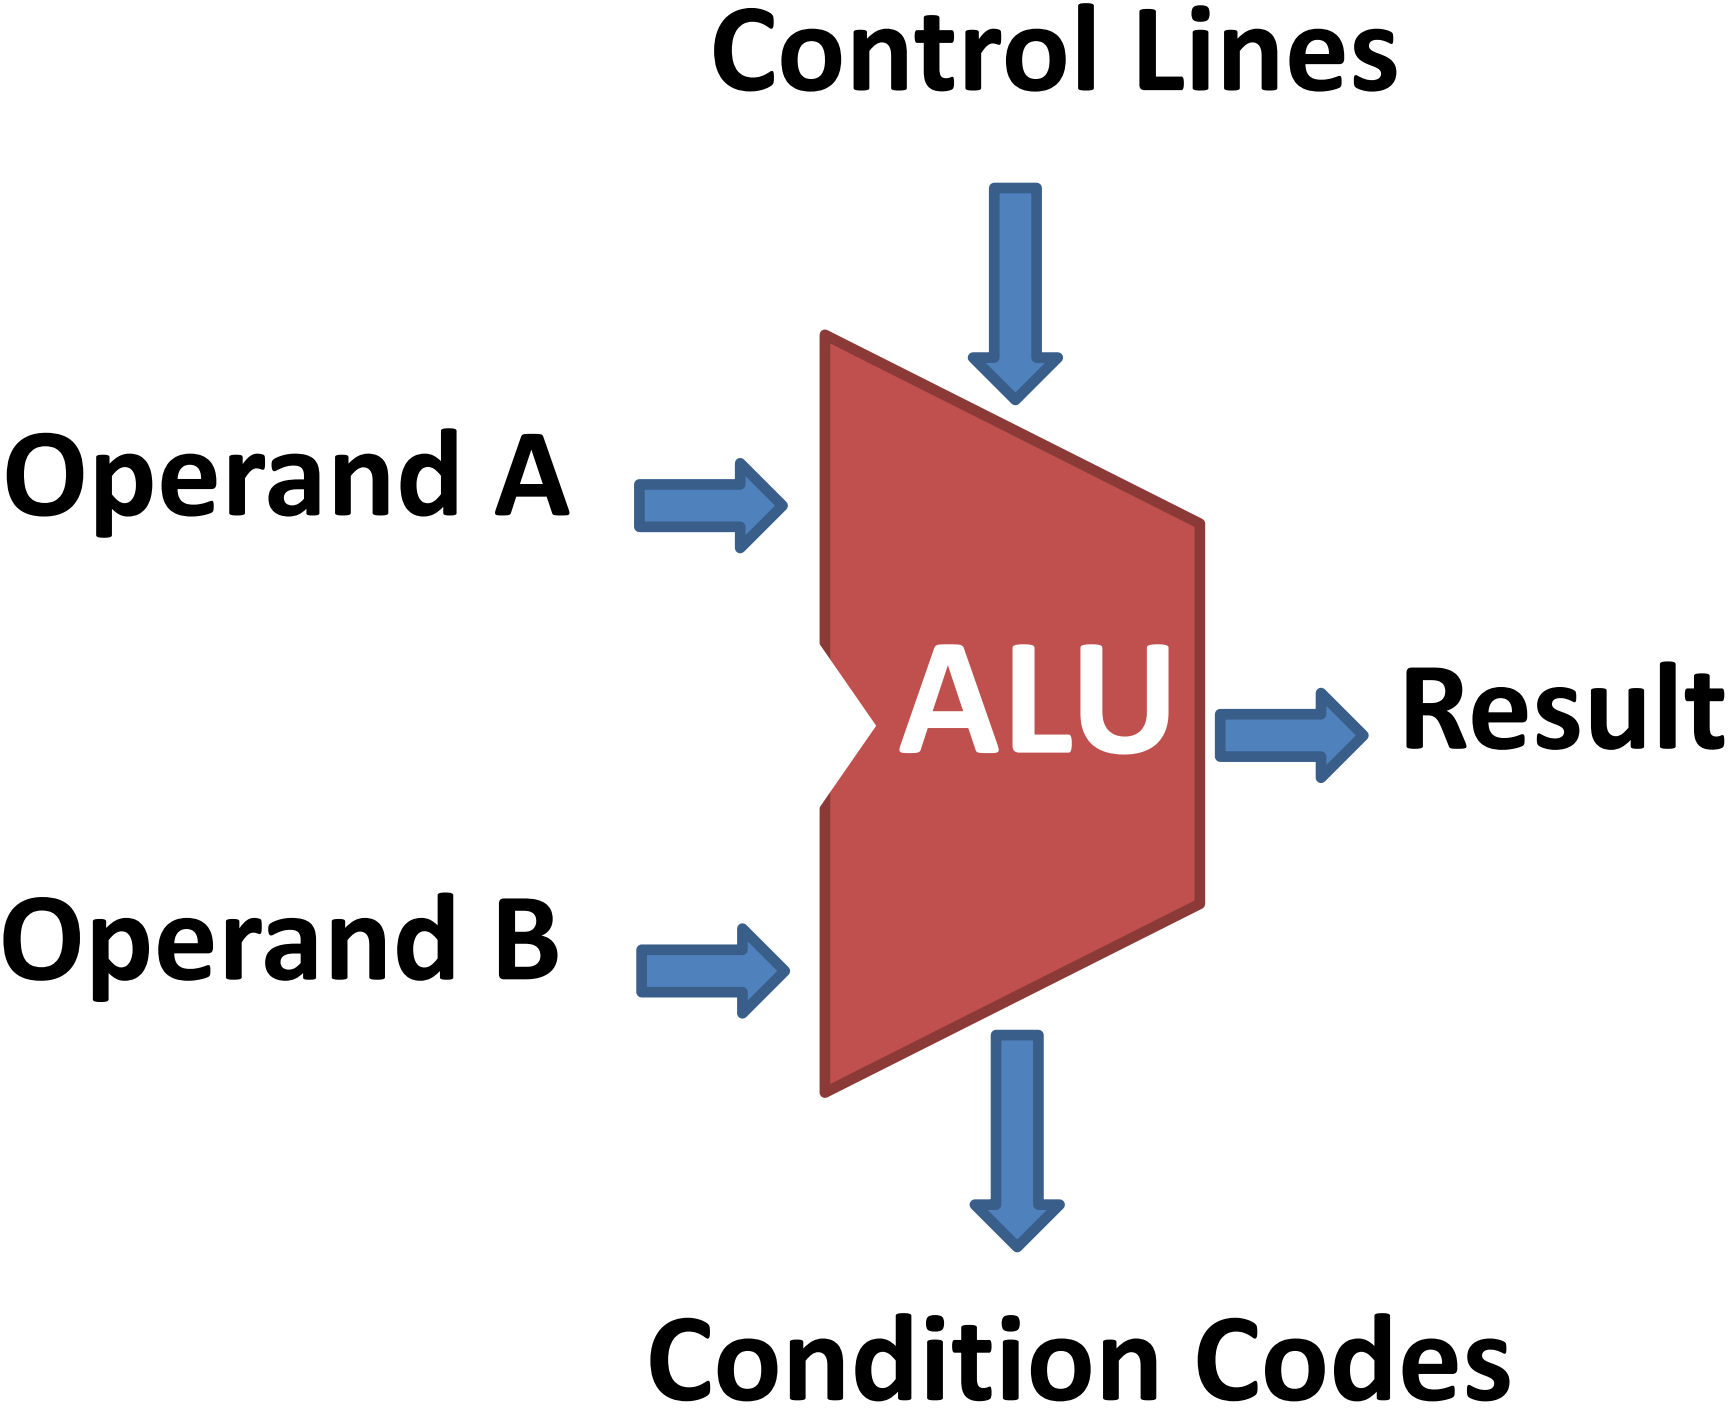 Control Lines
Operand A
ALU
Result
Operand B
Condition Codes